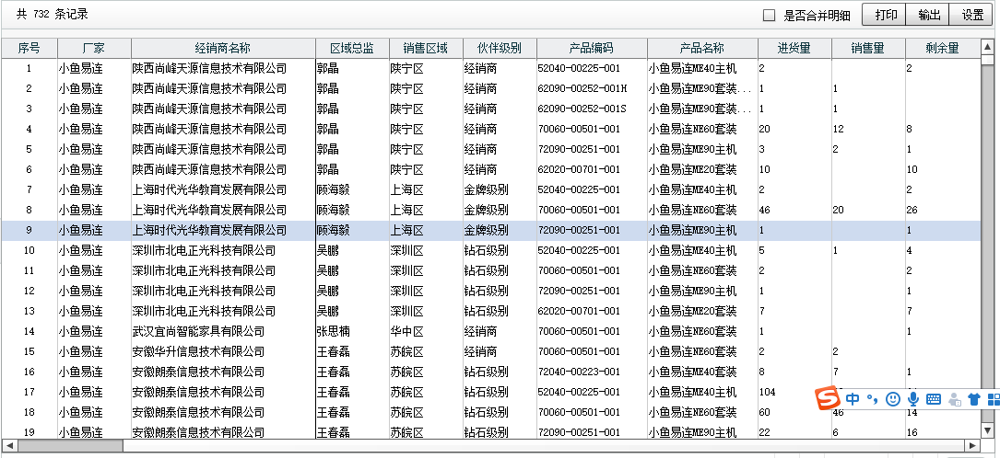 共 732 条记录 是否合并明细 打印 输出 设置
序号 厂家 经销商名称 区域总监 销售区域 伙伴级别 产品编码 产品名称 进货量 销售量 剩余量
1 小鱼易连 陕西尚峰天源信息技术有限公司 郭晶 陕宁区 经销商 52040-00225-001 小鱼易连ME40主机 2 2
2 小鱼易连 陕西尚峰天源信息技术有限公司 郭晶 陕宁区 经销商 62090-00252-001H 小鱼易连ME90套装... 1 1
3 小鱼易连 陕西尚峰天源信息技术有限公司 郭晶 陕宁区 经销商 62090-00252-001S 小鱼易连ME90套装... 1 1
4 小鱼易连 陕西尚峰天源信息技术有限公司 郭晶 陕宁区 经销商 70060-00501-001 小鱼易连NE60套装 20 12 8
5 小鱼易连 陕西尚峰天源信息技术有限公司 郭晶 陕宁区 经销商 72090-00251-001 小鱼易连ME90主机 3 2 1
6 小鱼易连 陕西尚峰天源信息技术有限公司 郭晶 陕宁区 经销商 62020-00701-001 小鱼易连ME20套装 10 10
7 小鱼易连 上海时代光华教育发展有限公司 顾海毅 上海区 金牌级别 52040-00225-001 小鱼易连ME40主机 2 2
8 小鱼易连 上海时代光华教育发展有限公司 顾海毅 上海区 金牌级别 70060-00501-001 小鱼易连NE60套装 46 20 26
9 小鱼易连 上海时代光华教育发展有限公司 顾海毅 上海区 金牌级别 72090-00251-001 小鱼易连ME90主机 1 1
10 小鱼易连 深圳市北电正光科技有限公司 吴鹏 深圳区 钻石级别 52040-00225-001 小鱼易连ME40主机 5 1 4
11 小鱼易连 深圳市北电正光科技有限公司 吴鹏 深圳区 钻石级别 70060-00501-001 小鱼易连NE60套装 2 2
12 小鱼易连 深圳市北电正光科技有限公司 吴鹏 深圳区 钻石级别 72090-00251-001 小鱼易连ME90主机 1 1
13 小鱼易连 深圳市北电正光科技有限公司 吴鹏 深圳区 钻石级别 62020-00701-001 小鱼易连ME20套装 7 7
14 小鱼易连 武汉宜尚智能家具有限公司 张思楠 华中区 经销商 70060-00501-001 小鱼易连NE60套装 1 1
15 小鱼易连 安徽华升信息技术有限公司 王春磊 苏皖区 经销商 70060-00501-001 小鱼易连NE60套装 2 2
16 小鱼易连 安徽朗泰信息技术有限公司 王春磊 苏皖区 钻石级别 72040-00223-001 小鱼易连ME40套装 8 7 1
17 小鱼易连 安徽朗泰信息技术有限公司 王春磊 苏皖区 钻石级别 52040-00225-001 小鱼易连ME40主机 104 中
18 小鱼易连 安徽朗泰信息技术有限公司 王春磊 苏皖区 钻石级别 70060-00501-001 小鱼易连NE60套装 60 46 14
19 小鱼易连 安徽朗泰信息技术有限公司 王春磊 苏皖区 钻石级别 72090-00251-001 小鱼易连ME90主机 22 6 16